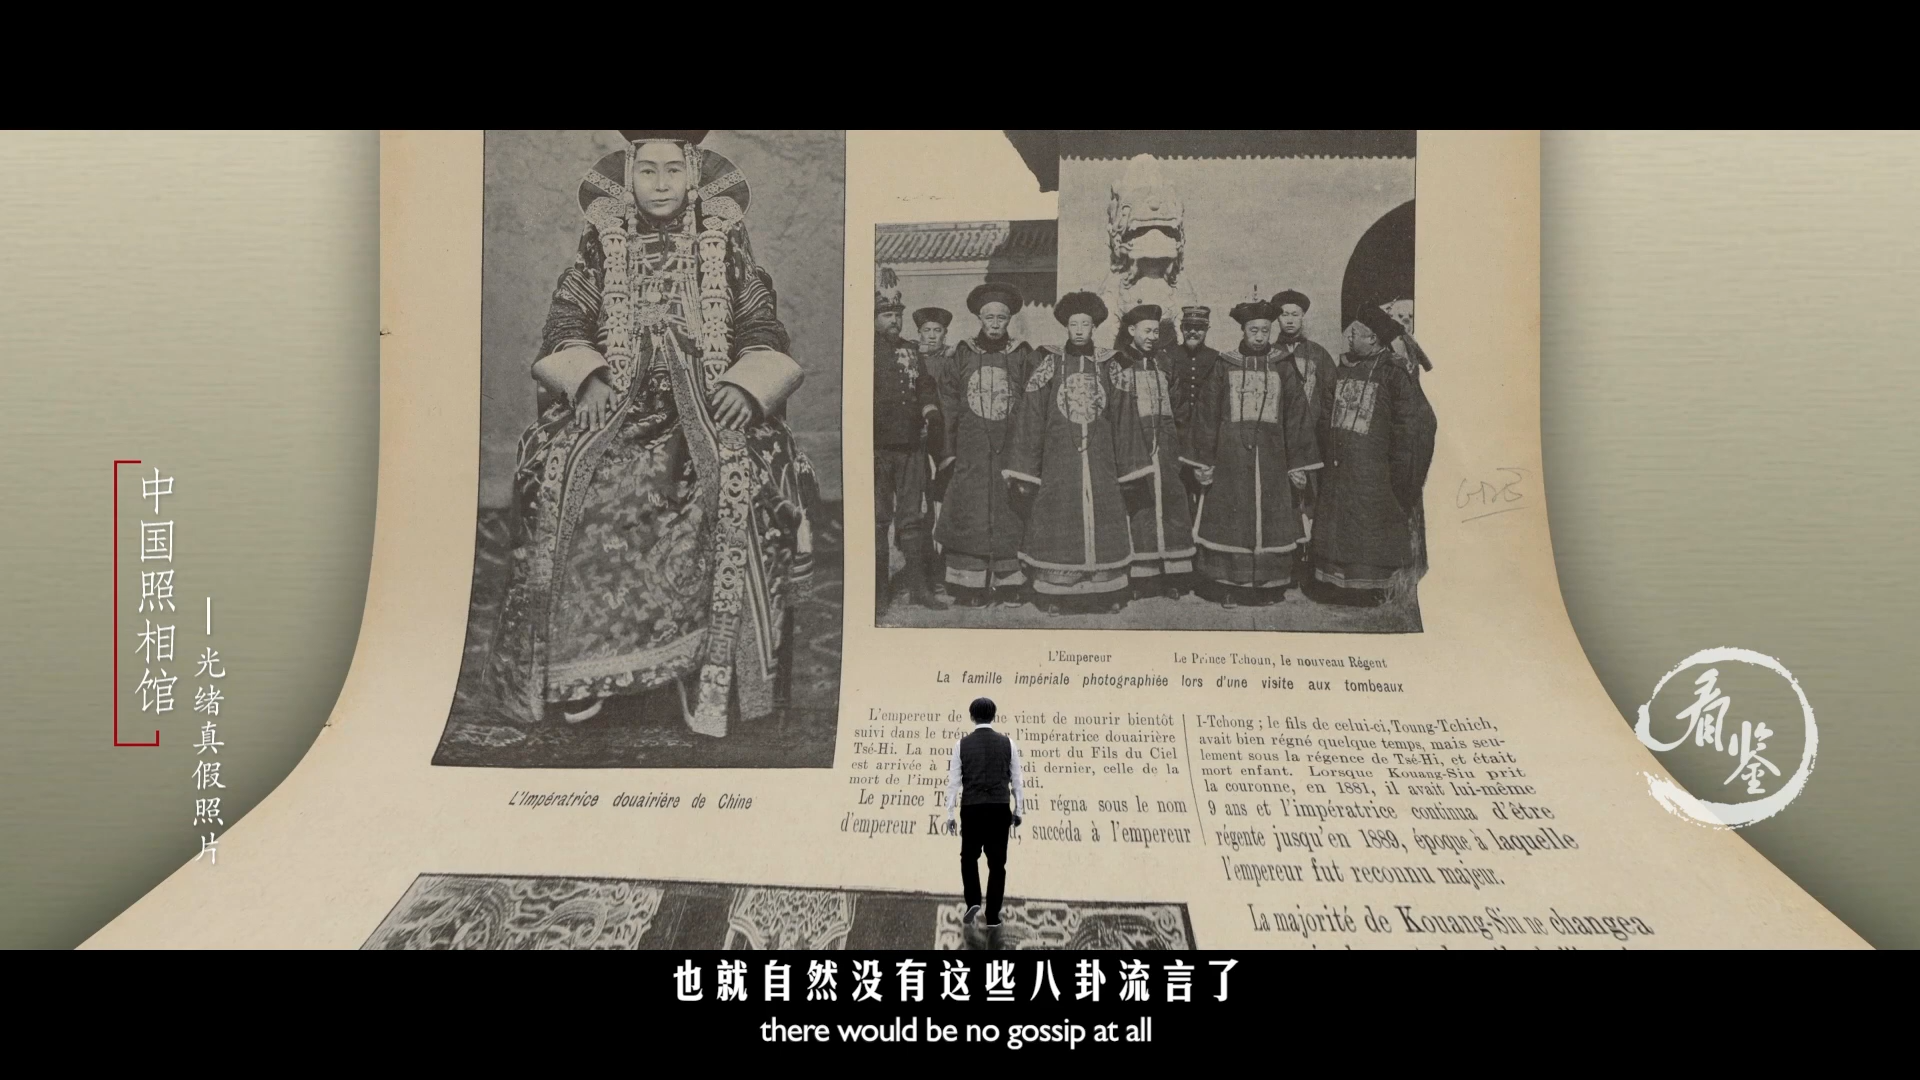 中国照相馆
—光绪真假照片
L'Impératrice douairière de Chine
L'Empereur
Le Prince Tchoun, le nouveau Régent
La famille impériale photographiée lors d'une visite aux tombeaux
L'empereur de vient de mourir bientôt
suivi dans le l'impératrice douairière
Tsé-Hi. La mort du Fils du Ciel
est arrivée à dernier, celle de la
mort de
Le prince qui régna sous le nom
d'empereur succéda à l'empereur
I-Tchong ; le fils de celui-ci, Toung-Tchich,
avait bien régné quelque temps, mais seu-
lement sous la régence de Tsé-Hi, et était
mort enfant. Lorsque Kouang-Siu prit
la couronne, en 1881, il avait lui-même
9 ans et l'impératrice continua d'être
régente jusqu'en 1889, époque à laquelle
l'empereur fut reconnu majeur.
La majorité de Kouang-Siu ne changea
看鉴
也就自然没有这些八卦流言了
there would be no gossip at all